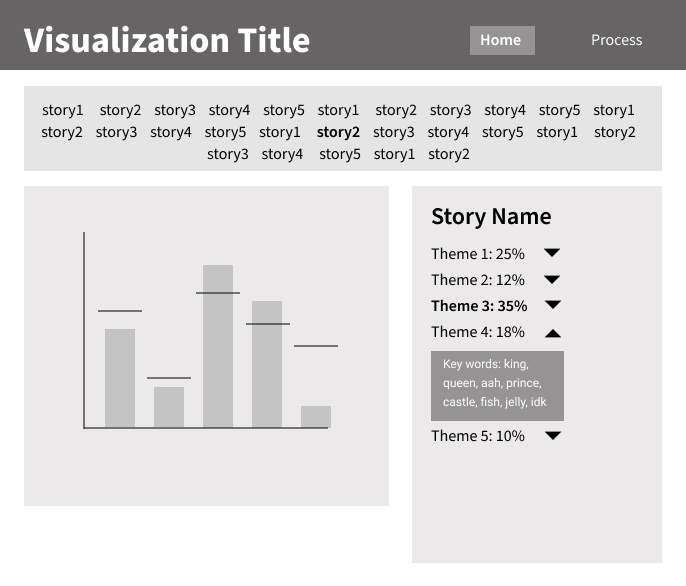 Visualization Title
Home Process
story1 story2 story3 story4 story5 story1 story2 story3 story4 story5 story1
story2 story3 story4 story5 story1 story2 story3 story4 story5 story1 story2
story3 story4 story5 story1 story2
Story Name
Theme 1: 25%
Theme 2: 12%
Theme 3: 35%
Theme 4: 18%
Key words: king,
queen, aah, prince,
castle, fish, jelly, idk
Theme 5: 10%